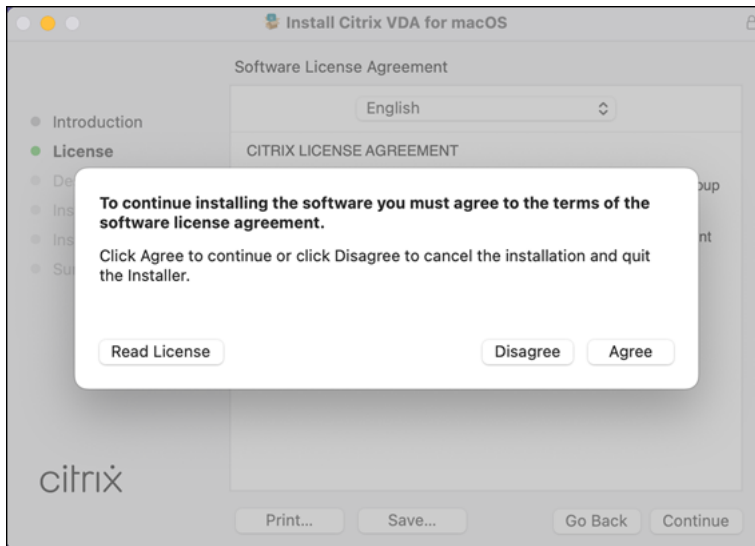 Install Citrix VDA for macOS
Software License Agreement
English
Introduction
License
CITRIX LICENSE AGREEMENT
To continue installing the software you must agree to the terms of the
software license agreement.
Click Agree to continue or click Disagree to cancel the installation and quit
the Installer.
Read License
Disagree
Agree
citrix
Print...
Save...
Go Back
Continue